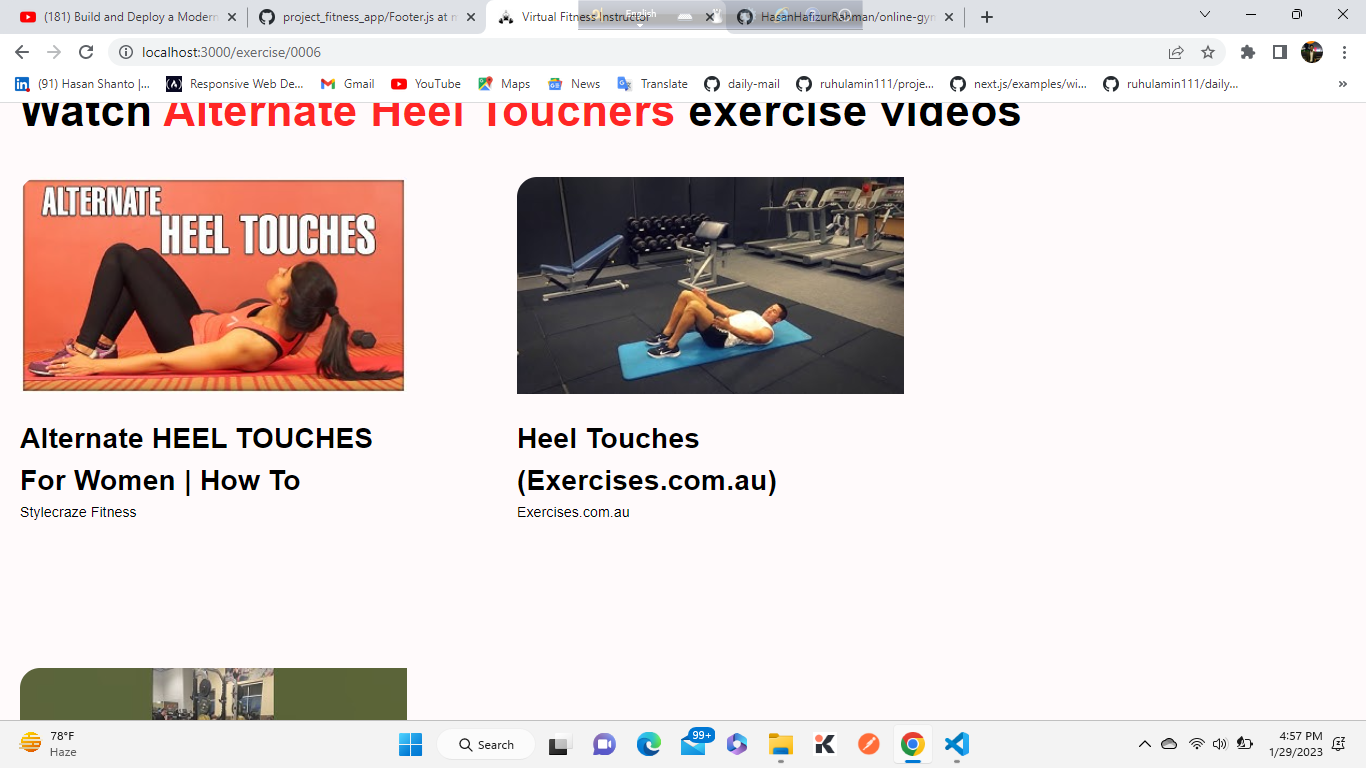 (181) Build and Deploy a Modern
project_fitness_app/Footer.js at m
Virtual Fitness Instructor
English
HasanHafizurRahman/online-gyn
localhost:3000/exercise/0006
(91) Hasan Shanto |...
Responsive Web De...
Gmail
YouTube
Maps
News
Translate
daily-mail
ruhulamin111/proje...
next.js/examples/wi...
ruhulamin111/daily...
»
Watch Alternate Heel Touchers exercise videos
ALTERNATE
HEEL TOUCHES
Alternate HEEL TOUCHES
For Women | How To
Stylecraze Fitness
Heel Touches
(Exercises.com.au)
Exercises.com.au
78°F
Haze
Search
99+
4:57 PM
1/29/2023